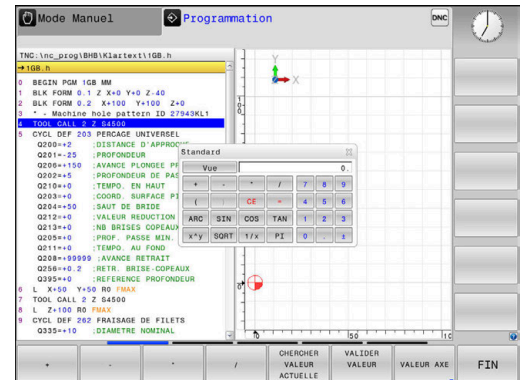 Mode Manuel
Programmation
DNC
TNC:\nc_prog\BHB\Klartext\1GB.h
→1GB.h
0 BEGIN PGM 1GB MM
1 BLK FORM 0.1 Z X+0 Y+0 Z-40
2 BLK FORM 0.2 X+100 Y+100 Z+0
3 * - Machine hole pattern ID 27943KL1
4 TOOL CALL 2 Z S4500
5 CYCL DEF 203 PERCAGE UNIVERSEL
Q200=+2 ;DISTANCE D'APPROCHE
Q201=-25 ;PROFONDEUR
Q206=+150 ;AVANCE PLONGEE PR
Q202=+5 ;PROFONDEUR DE PAS
Q210=+0 ;TEMPO. EN HAUT
Q203=+0 ;COORD. SURFACE PI
Q204=+50 ;SAUT DE BRIDE
Q212=+0 ;VALEUR REDUCTION
Q213=+0 ;NB BRISES COPEAUX
Q205=+0 ;PROF. PASSE MIN.
Q211=+0 ;TEMPO. AU FOND
Q208=+99999 ;AVANCE RETRAIT
Q256=+0.2 ;RETR. BRISE-COPEAUX
Q395=+0 ;REFERENCE PROFONDEUR
6 L X+50 Y+50 R0 FMAX
7 TOOL CALL 2 Z S4500
8 L Z+100 R0 FMAX
9 CYCL DEF 262 FRAISAGE DE FILETS
Q335=+10 ;DIAMETRE NOMINAL
Y
X
Standard
Vue
0.
+ - * / 7 8 9
( ) CE = 4 5 6
ARC SIN COS TAN 1 2 3
x^y SQRT 1/x PI 0 . ±
0
0
50
+
-
*
/
CHERCHER VALEUR ACTUELLE
VALIDER VALEUR
VALEUR AXE
FIN